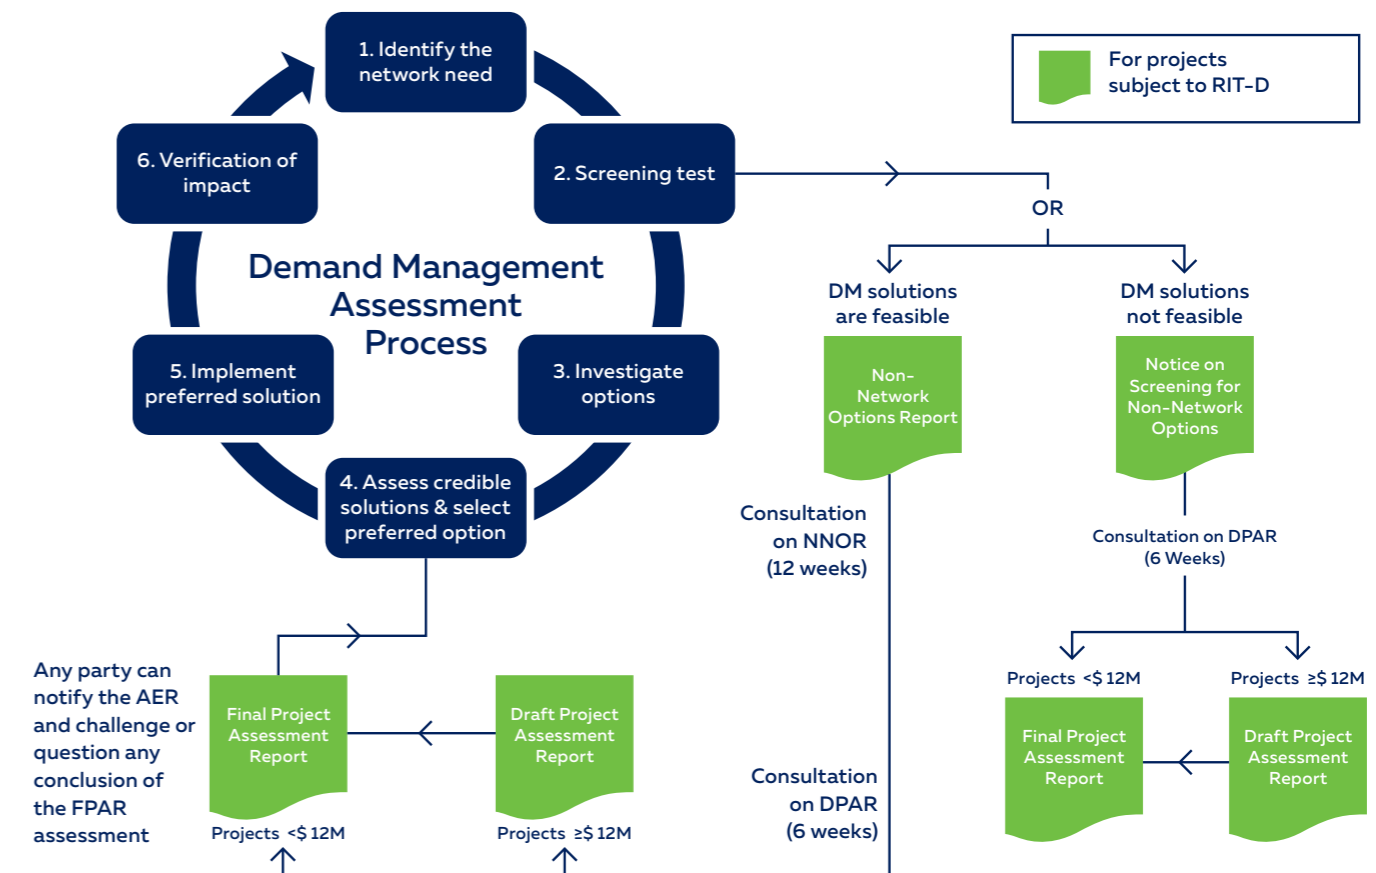 1. Identify the
network need
6. Verification of
impact
2. Screening test
Demand Management
Assessment
Process
5. Implement
preferred solution
3. Investigate
options
4. Assess credible
solutions & select
preferred option
For projects
subject to RIT-D
OR
DM solutions
are feasible
DM solutions
not feasible
Non-
Network
Options Report
Notice on
Screening for
Non-Network
Options
Consultation
on NNOR
(12 weeks)
Consultation on DPAR
(6 Weeks)
Any party can
notify the AER
and challenge or
question any
conclusion of
the FPAR
assessment
Final Project
Assessment
Report
Projects <$ 12M
Draft Project
Assessment
Report
Projects ≥$ 12M
Consultation
on DPAR
(6 weeks)
Projects <$ 12M
Final Project
Assessment
Report
Projects ≥$ 12M
Draft Project
Assessment
Report